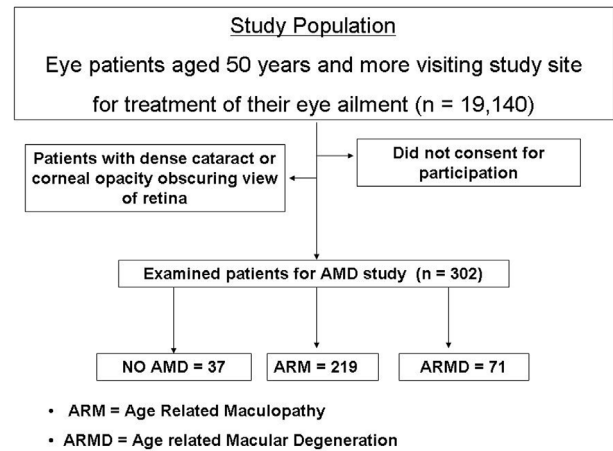 Study Population
Eye patients aged 50 years and more visiting study site
for treatment of their eye ailment (n = 19,140)
Patients with dense cataract or
corneal opacity obscuring view
of retina
Did not consent for
participation
Examined patients for AMD study (n = 302)
NO AMD = 37
ARM = 219
ARMD = 71
• ARM = Age Related Maculopathy
• ARMD = Age related Macular Degeneration